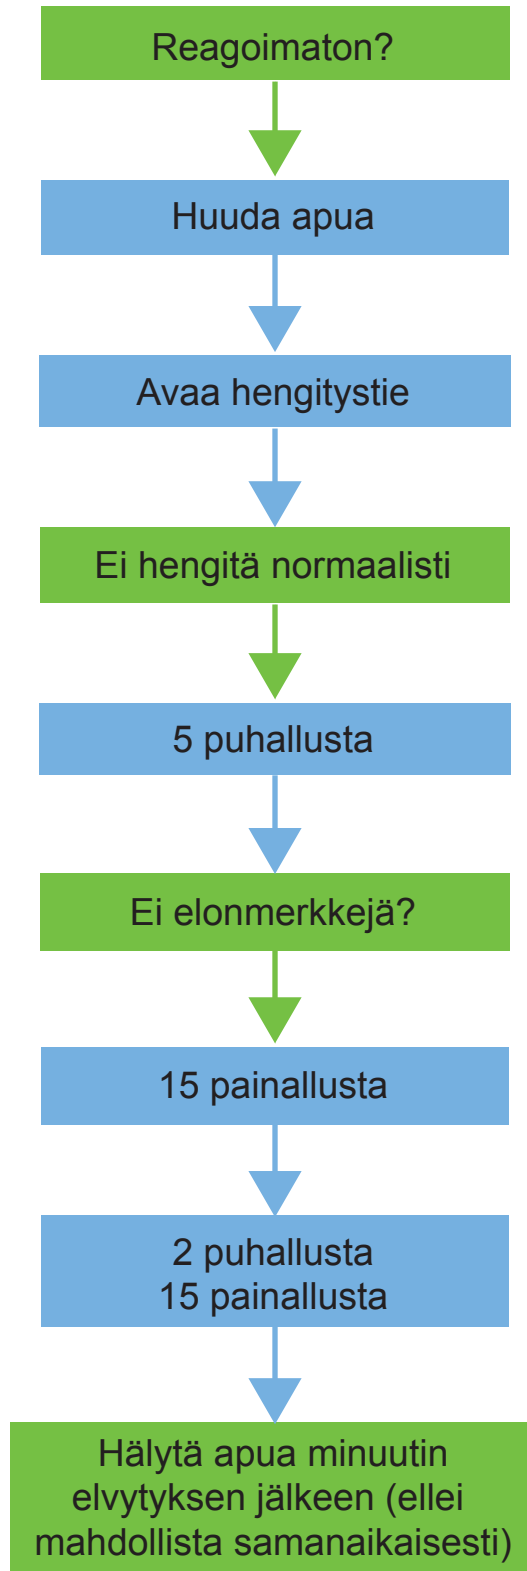 Reagoimaton?
Huuda apua
Avaa hengitystie
Ei hengitä normaalisti
5 puhallusta
Ei elonmerkkejä?
15 painallusta
2 puhallusta
15 painallusta
Hälytä apua minuutin
elvytyksen jälkeen (ellei
mahdollista samanaikaisesti)